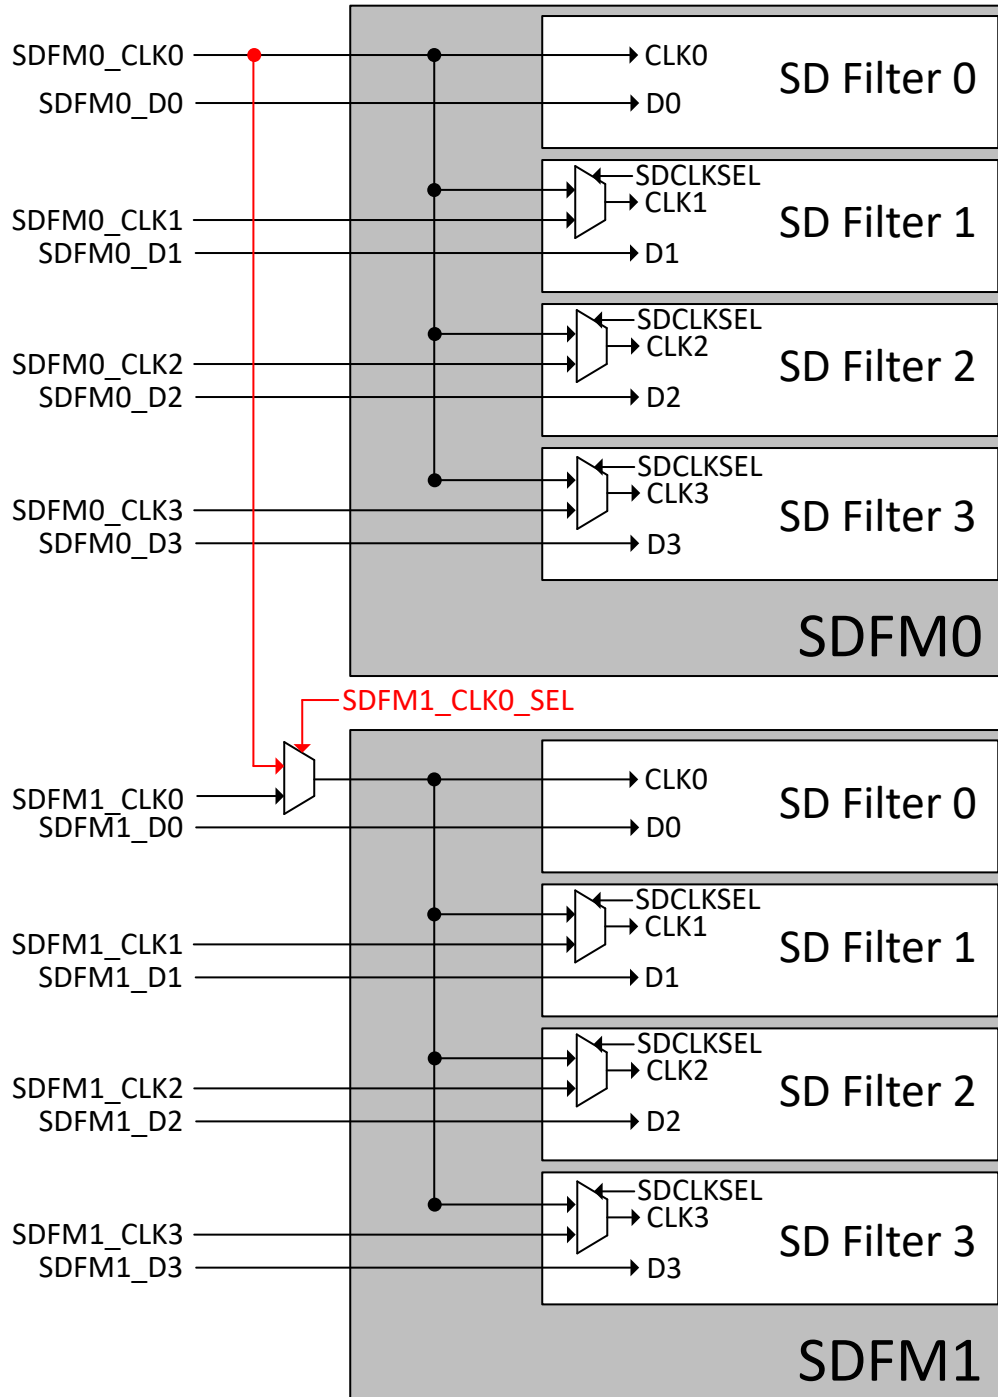 SDFM0_CLK0
CLK0
SD Filter 0
SDFM0_D0
D0
SDCLKSEL
SDFM0_CLK1
CLK1
SD Filter 1
SDFM0_D1
D1
SDCLKSEL
SDFM0_CLK2
CLK2
SD Filter 2
SDFM0_D2
D2
SDCLKSEL
SDFM0_CLK3
CLK3
SD Filter 3
SDFM0_D3
D3
SDFM0
SDFM1_CLK0_SEL
SDFM1_CLK0
CLK0
SD Filter 0
SDFM1_D0
D0
SDCLKSEL
SDFM1_CLK1
CLK1
SD Filter 1
SDFM1_D1
D1
SDCLKSEL
SDFM1_CLK2
CLK2
SD Filter 2
SDFM1_D2
D2
SDCLKSEL
SDFM1_CLK3
CLK3
SD Filter 3
SDFM1_D3
D3
SDFM1